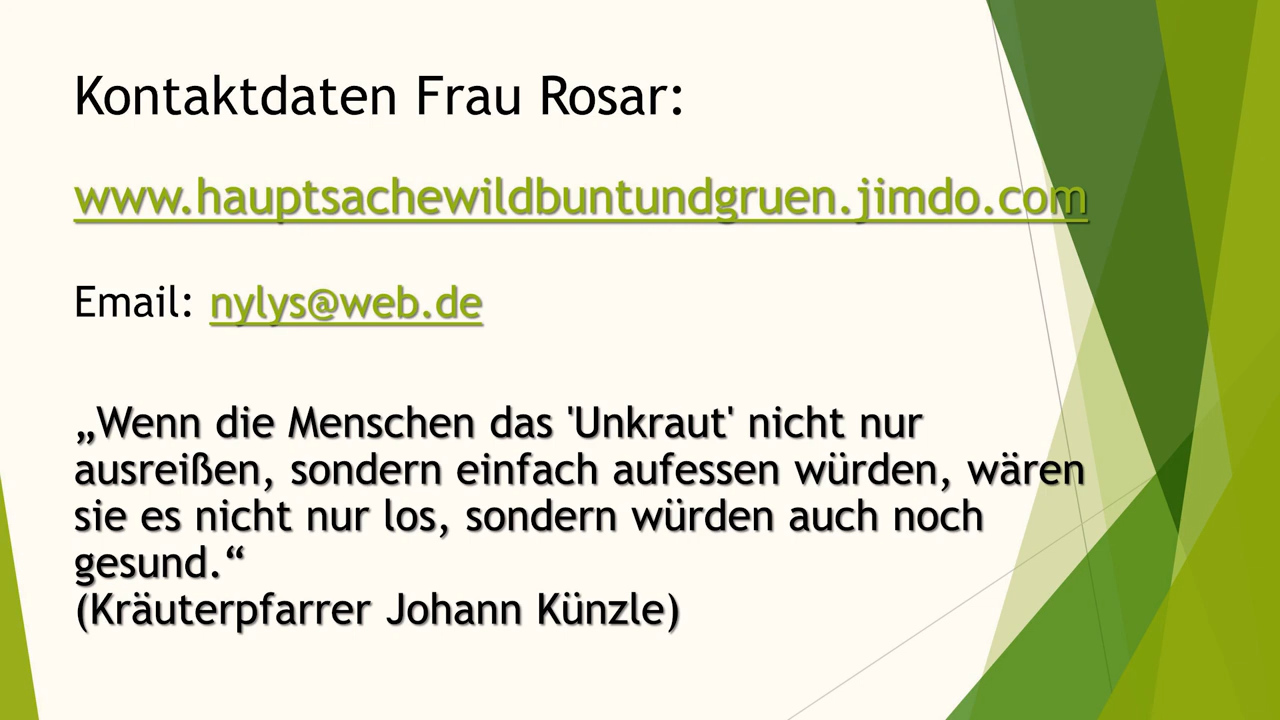 Kontaktdaten Frau Rosar:
www.hauptsachewildbuntundgruen.jimdo.com
Email: nylys@web.de
„Wenn die Menschen das 'Unkraut' nicht nur
ausreißen, sondern einfach aufessen würden, wären
sie es nicht nur los, sondern würden auch noch
gesund.“
(Kräuterpfarrer Johann Künzle)